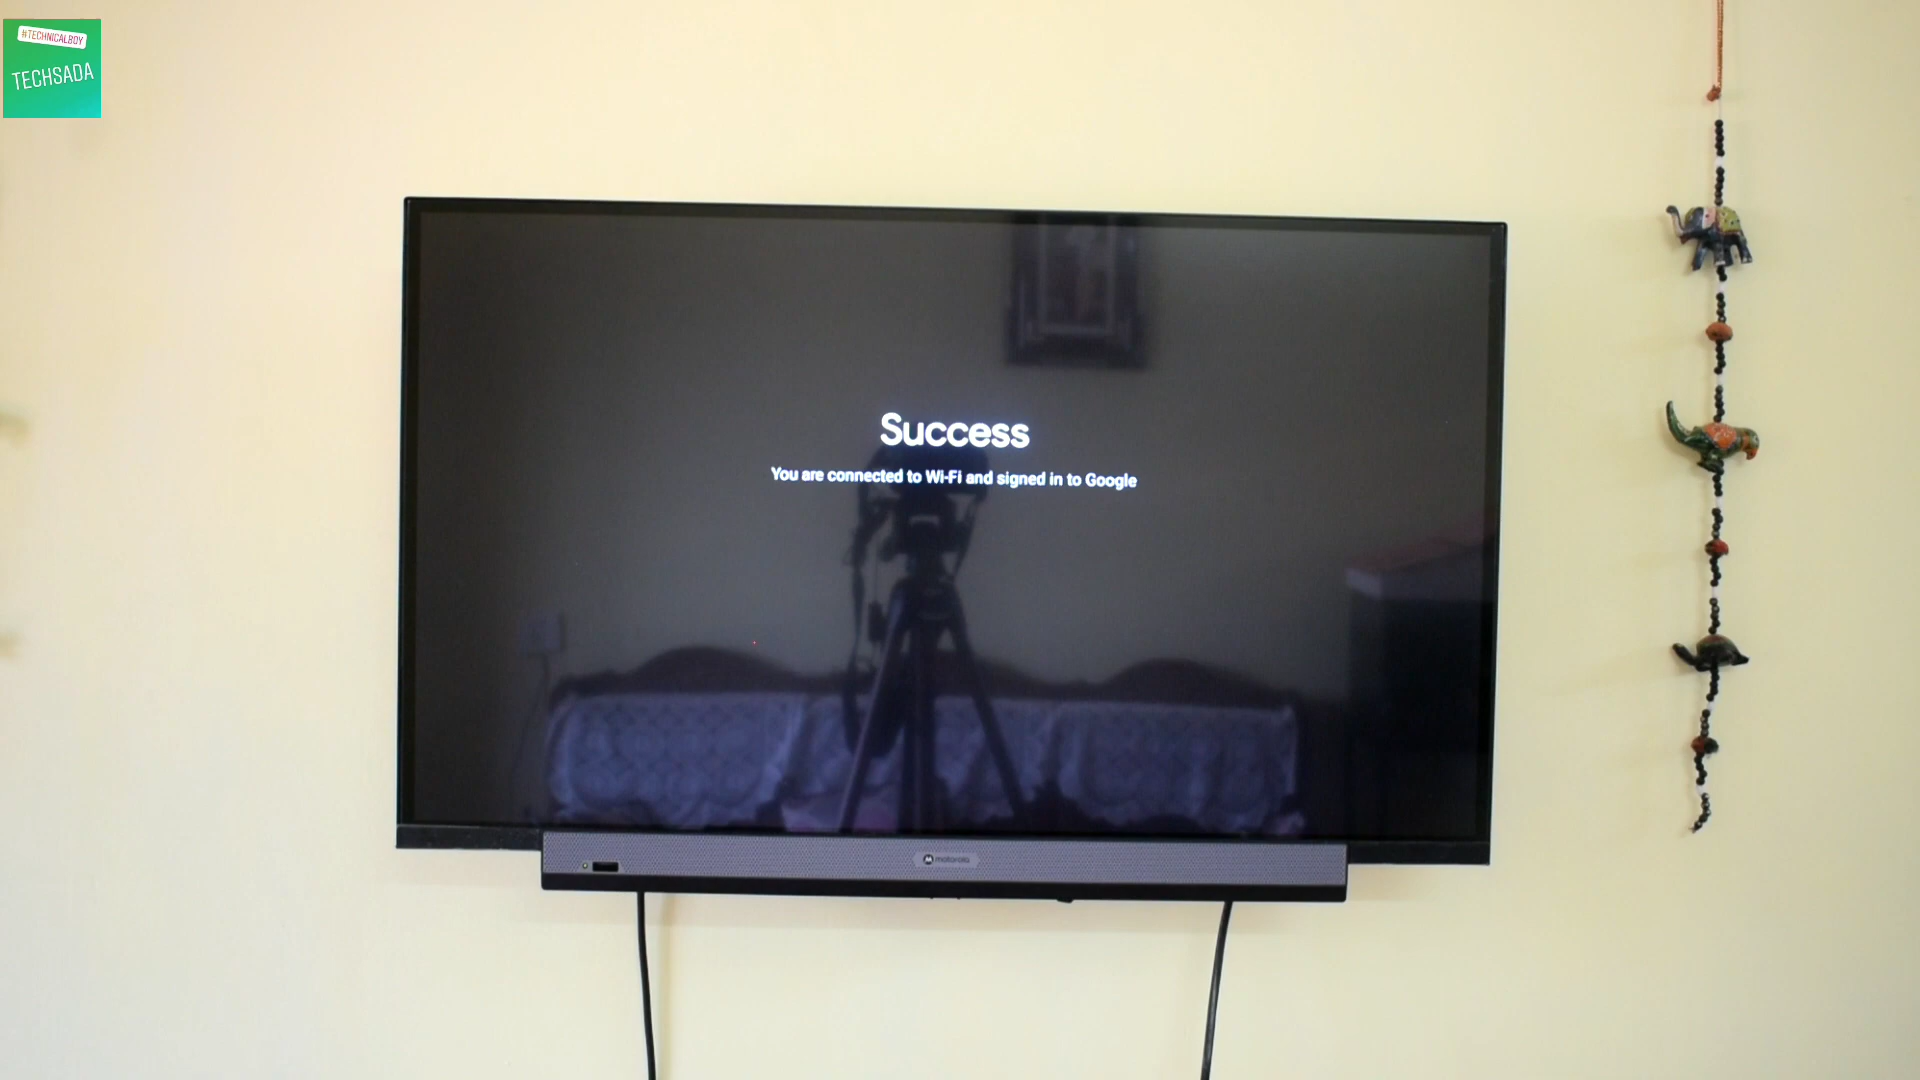 #TECHNICALBOY
TECHSADA
Success
You are connected to Wi-Fi and signed in to Google
motorola